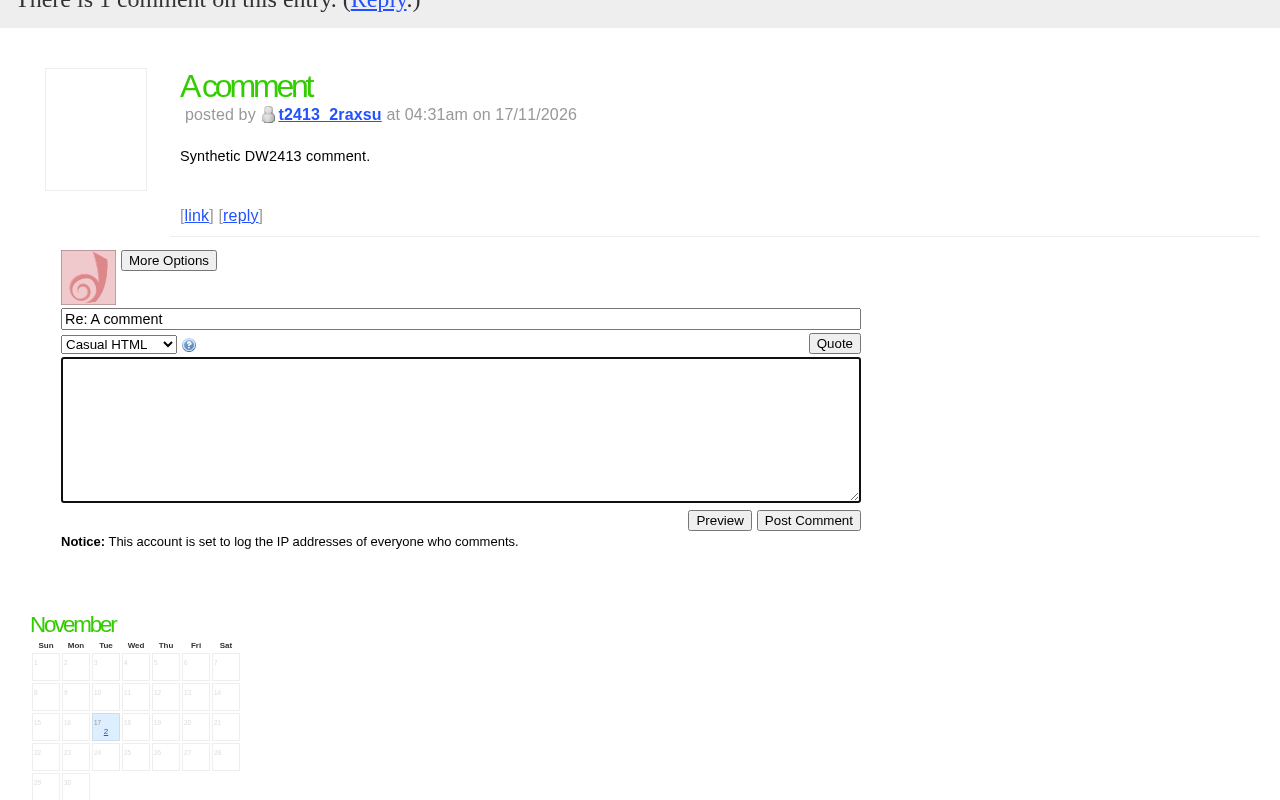 There is 1 comment on this entry. (Reply.)
A comment
posted by t2413_2raxsu at 04:31am on 17/11/2026
Synthetic DW2413 comment.
[link] [reply]
More Options
Re: A comment
Casual HTML ? Quote
Preview Post Comment
Notice: This account is set to log the IP addresses of everyone who comments.
November
Sun Mon Tue Wed Thu Fri Sat
1 2 3 4 5 6 7
8 9 10 11 12 13 14
15 16 17 18 19 20 21
2
22 23 24 25 26 27 28
29 30